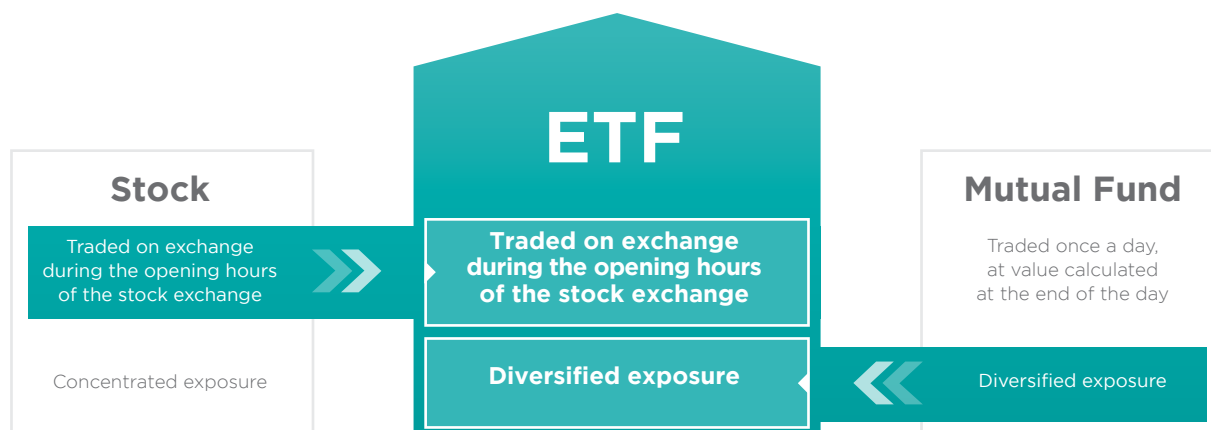 ETF
Stock
Traded on exchange
during the opening hours
of the stock exchange
Concentrated exposure
Traded on exchange
during the opening hours
of the stock exchange
Diversified exposure
Mutual Fund
Traded once a day,
at value calculated
at the end of the day
Diversified exposure